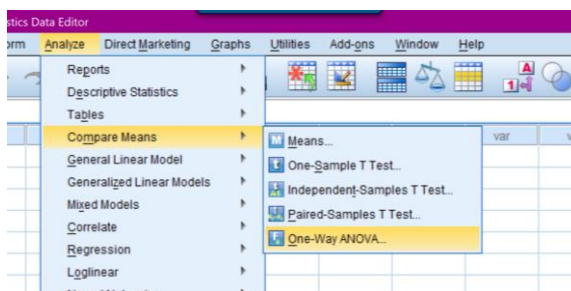 stics Data Editor
orm Analyze Direct Marketing Graphs Utilities Add-ons Window Help
Reports
Descriptive Statistics
Tables
Compare Means
General Linear Model
Generalized Linear Models
Mixed Models
Correlate
Regression
Loglinear
M Means...
One-Sample T Test...
Independent-Samples T Test...
Paired-Samples T Test...
One-Way ANOVA...
var
A
1